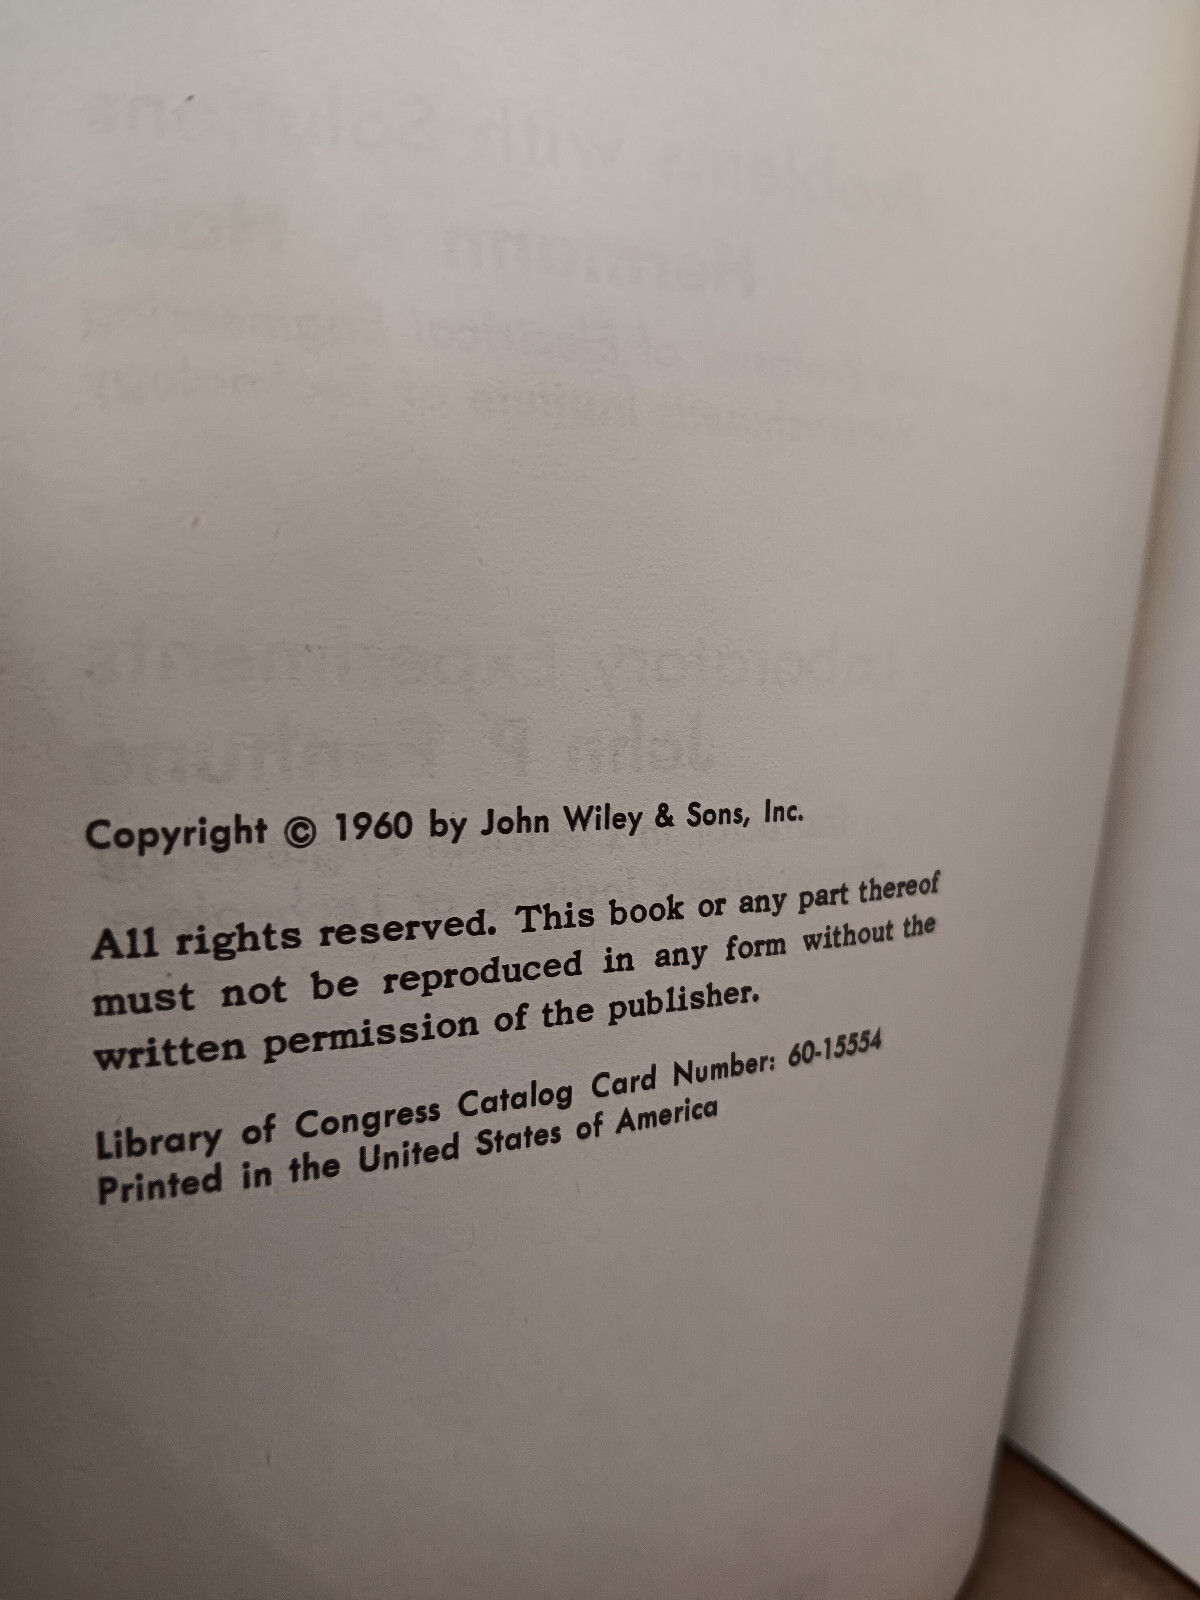 Copyright © 1960 by John Wiley & Sons, Inc.
All rights reserved. This book or any part thereof
must not be reproduced in any form without the
written permission of the publisher.
Library of Congress Catalog Card Number: 60-15554
Printed in the United States of America